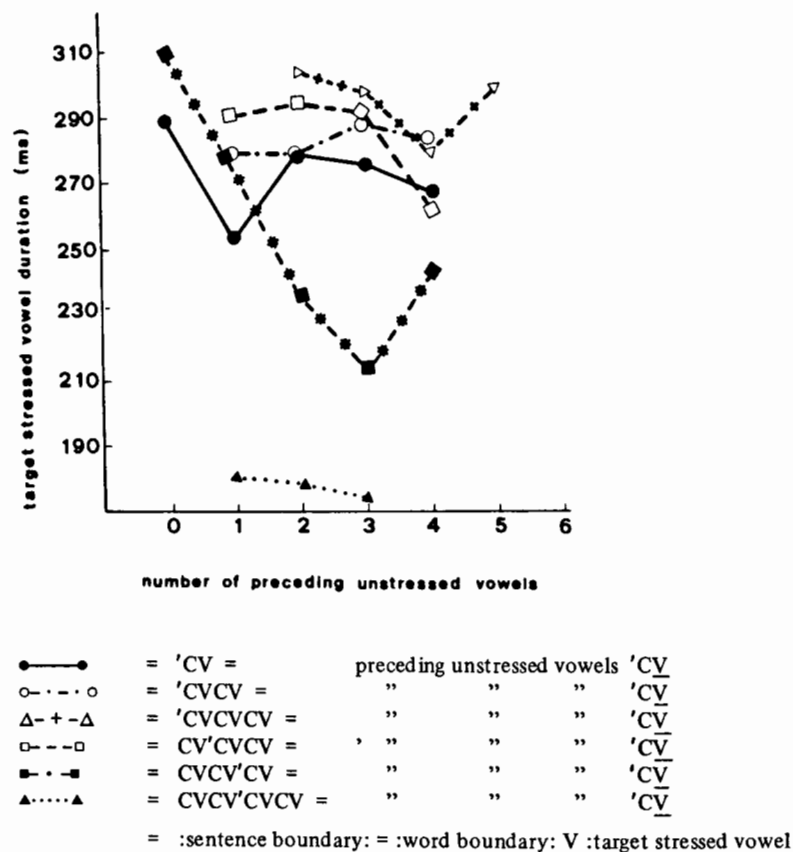 target stressed vowel duration (ms)
310
290
270
250
230
210
190
0 1 2 3 4 5 6
number of preceding unstressed vowels
= 'CV = preceding unstressed vowels 'CV
= 'CVCV = ” ” ” 'CV
= 'CVCVCV = ” ” ” 'CV
= CV'CVCV = ' ” ” ” 'CV
= CVCV'CV = ” ” ” 'CV
= CVCV'CVCV = ” ” ” 'CV
= :sentence boundary: = :word boundary: V :target stressed vowel